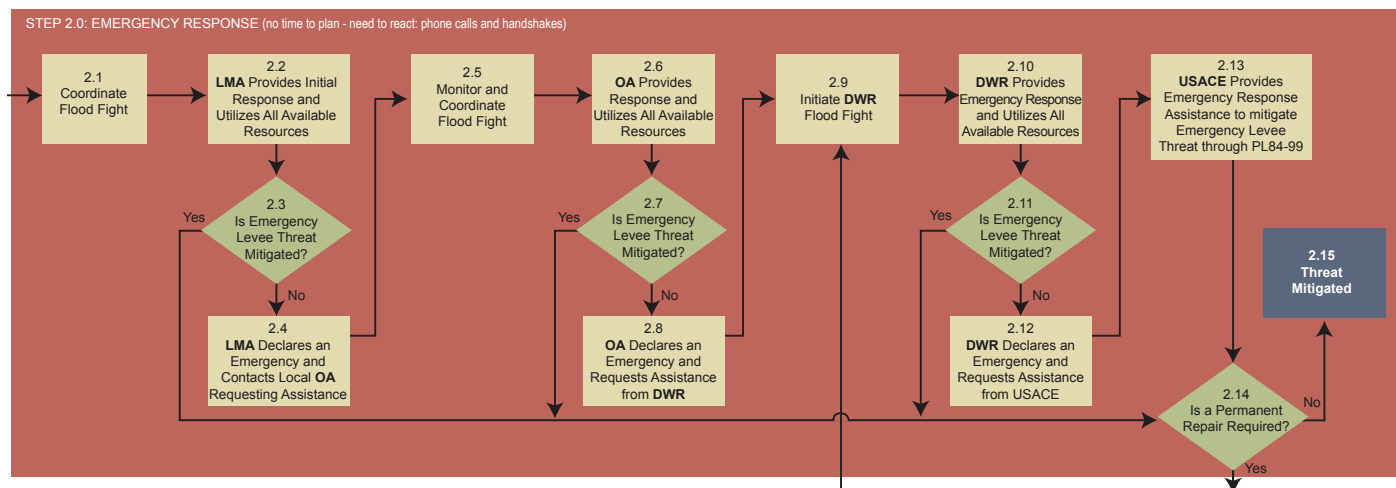 STEP 2.0: EMERGENCY RESPONSE (no time to plan - need to react: phone calls and handshakes)
2.1
Coordinate
Flood Fight
2.2
LMA Provides Initial
Response and
Utilizes All Available
Resources
2.3
Is Emergency
Levee Threat
Mitigated?
Yes
No
2.4
LMA Declares an
Emergency and
Contacts Local OA
Requesting Assistance
2.5
Monitor and
Coordinate
Flood Fight
2.6
OA Provides
Response and
Utilizes All Available
Resources
2.7
Is Emergency
Levee Threat
Mitigated?
Yes
No
2.8
OA Declares an
Emergency and
Requests Assistance
from DWR
2.9
Initiate DWR
Flood Fight
2.10
DWR Provides
Emergency Response
and Utilizes All
Available Resources
2.11
Is Emergency
Levee Threat
Mitigated?
Yes
No
2.12
DWR Declares an
Emergency and
Requests Assistance
from USACE
2.13
USACE Provides
Emergency Response
Assistance to mitigate
Emergency Levee
Threat through PL84-99
2.14
Is a Permanent
Repair Required?
No
Yes
2.15
Threat
Mitigated